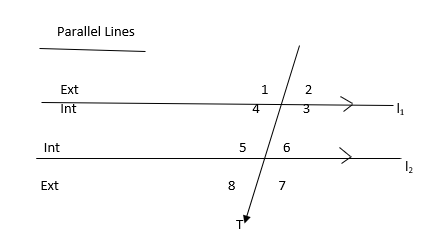 Parallel Lines
Ext 1 2
Int 4 3 l₁
Int 5 6
l₂
Ext 8 7
T